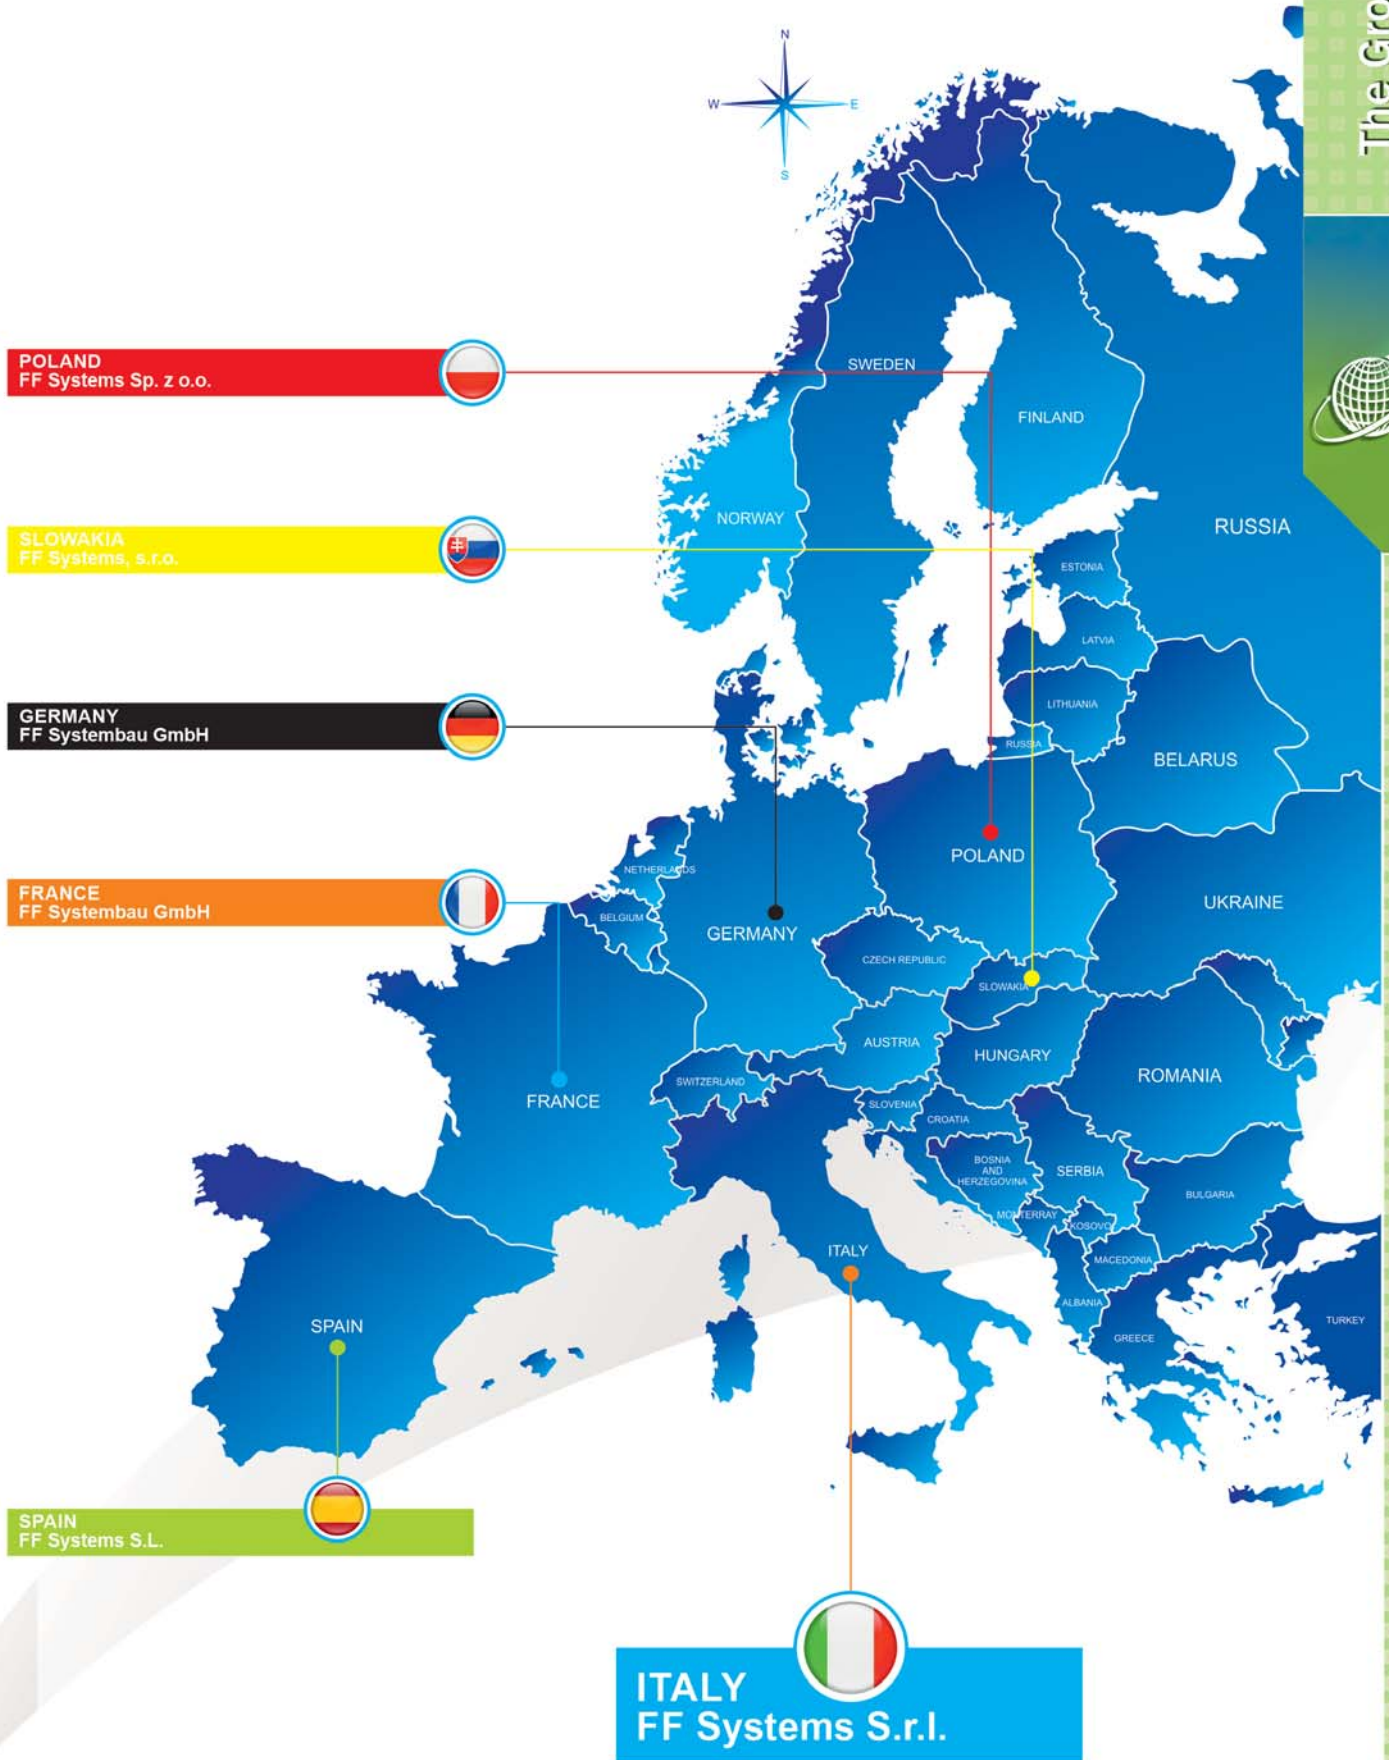 The Gro
N
W
E
S
POLAND
FF Systems Sp. z o.o.
SWEDEN
FINLAND
SLOWAKIA
FF Systems, s.r.o.
NORWAY
RUSSIA
ESTONIA
LATVIA
LITHUANIA
RUSSIA
GERMANY
FF Systembau GmbH
BELARUS
POLAND
NETHERLANDS
FRANCE
FF Systembau GmbH
BELGIUM
GERMANY
UKRAINE
CZECH REPUBLIC
SLOWAKIA
AUSTRIA
HUNGARY
ROMANIA
SWITZERLAND
FRANCE
SLOVENIA
CROATIA
BOSNIA
AND
HERZEGOVINA
SERBIA
BULGARIA
MONTERRAY
KOSOVO
ITALY
MACEDONIA
ALBANIA
GREECE
TURKEY
SPAIN
SPAIN
FF Systems S.L.
ITALY
FF Systems S.r.l.